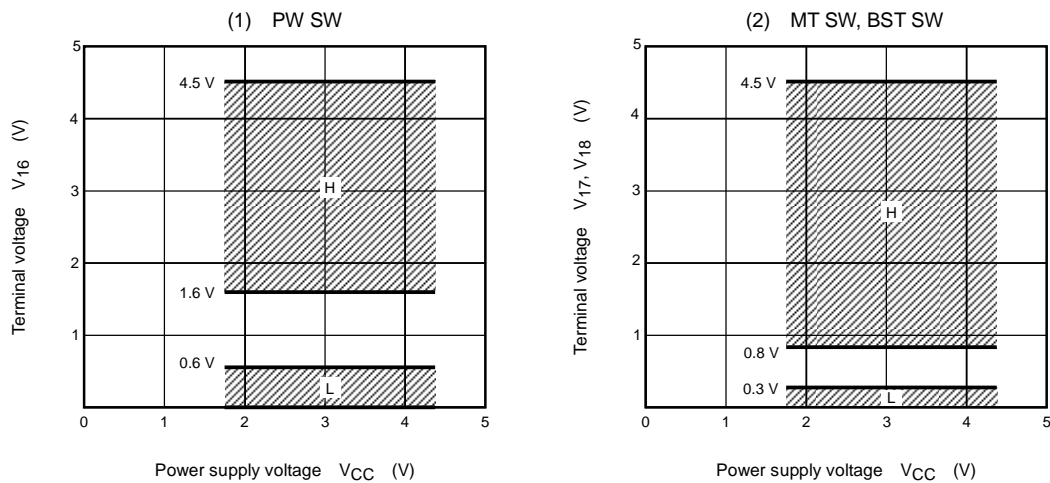 (1) PW SW
5
4.5 V
4
Terminal voltage V16 (V)
3
H
2
1.6 V
1
0.6 V
L
0 1 2 3 4 5
Power supply voltage VCC (V)
(2) MT SW, BST SW
5
4.5 V
4
Terminal voltage V17, V18 (V)
3
H
2
1
0.8 V
0.3 V
L
0 1 2 3 4 5
Power supply voltage VCC (V)